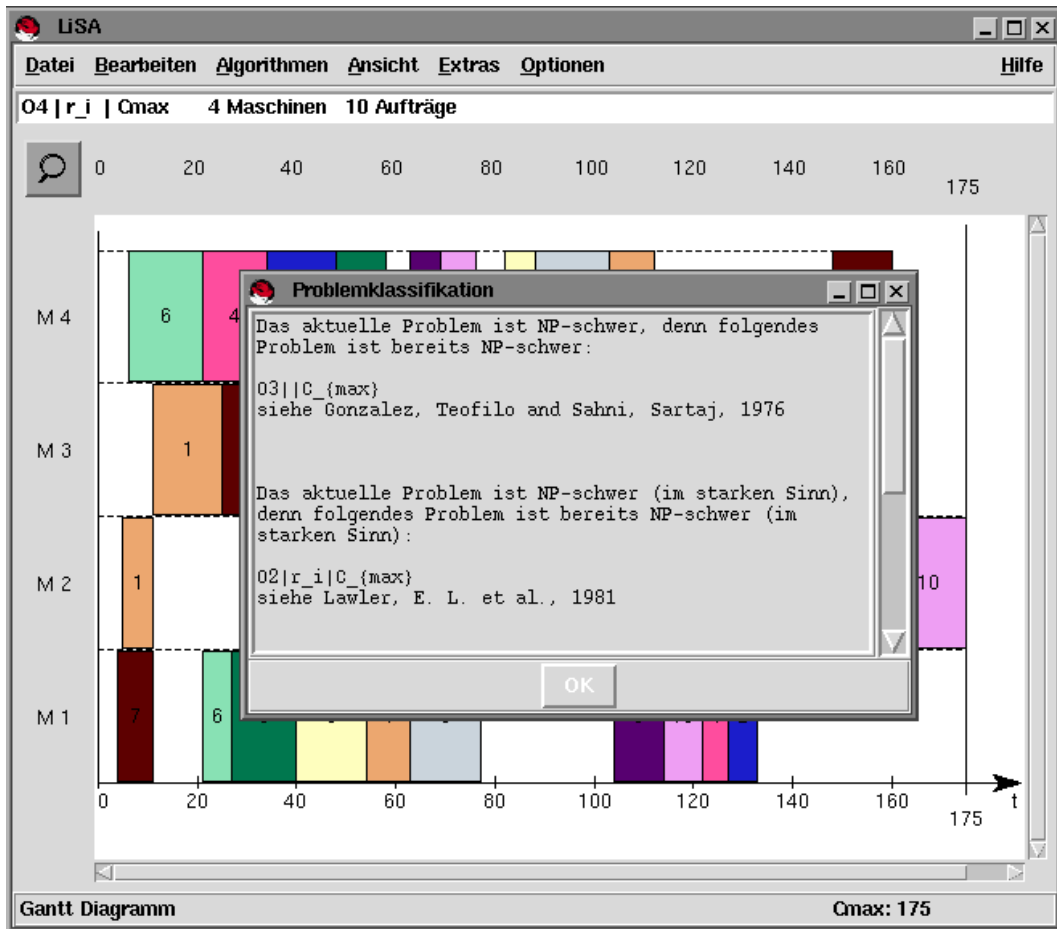 LiSA
Datei Bearbeiten Algorithmen Ansicht Extras Optionen Hilfe
O4 | r_i | Cmax 4 Maschinen 10 Aufträge
0 20 40 60 80 100 120 140 160 175
Problemklassifikation
Das aktuelle Problem ist NP-schwer, denn folgendes
Problem ist bereits NP-schwer:
O3||C_{max}
siehe Gonzalez, Teofilo and Sahni, Sartaj, 1976
Das aktuelle Problem ist NP-schwer (im starken Sinn),
denn folgendes Problem ist bereits NP-schwer (im
starken Sinn):
O2|r_i|C_{max}
siehe Lawler, E. L. et al., 1981
OK
M 4 6 4
M 3 1
M 2 1 10
M 1 7 6
0 20 40 60 80 100 120 140 160 t
175
Gantt Diagramm Cmax: 175